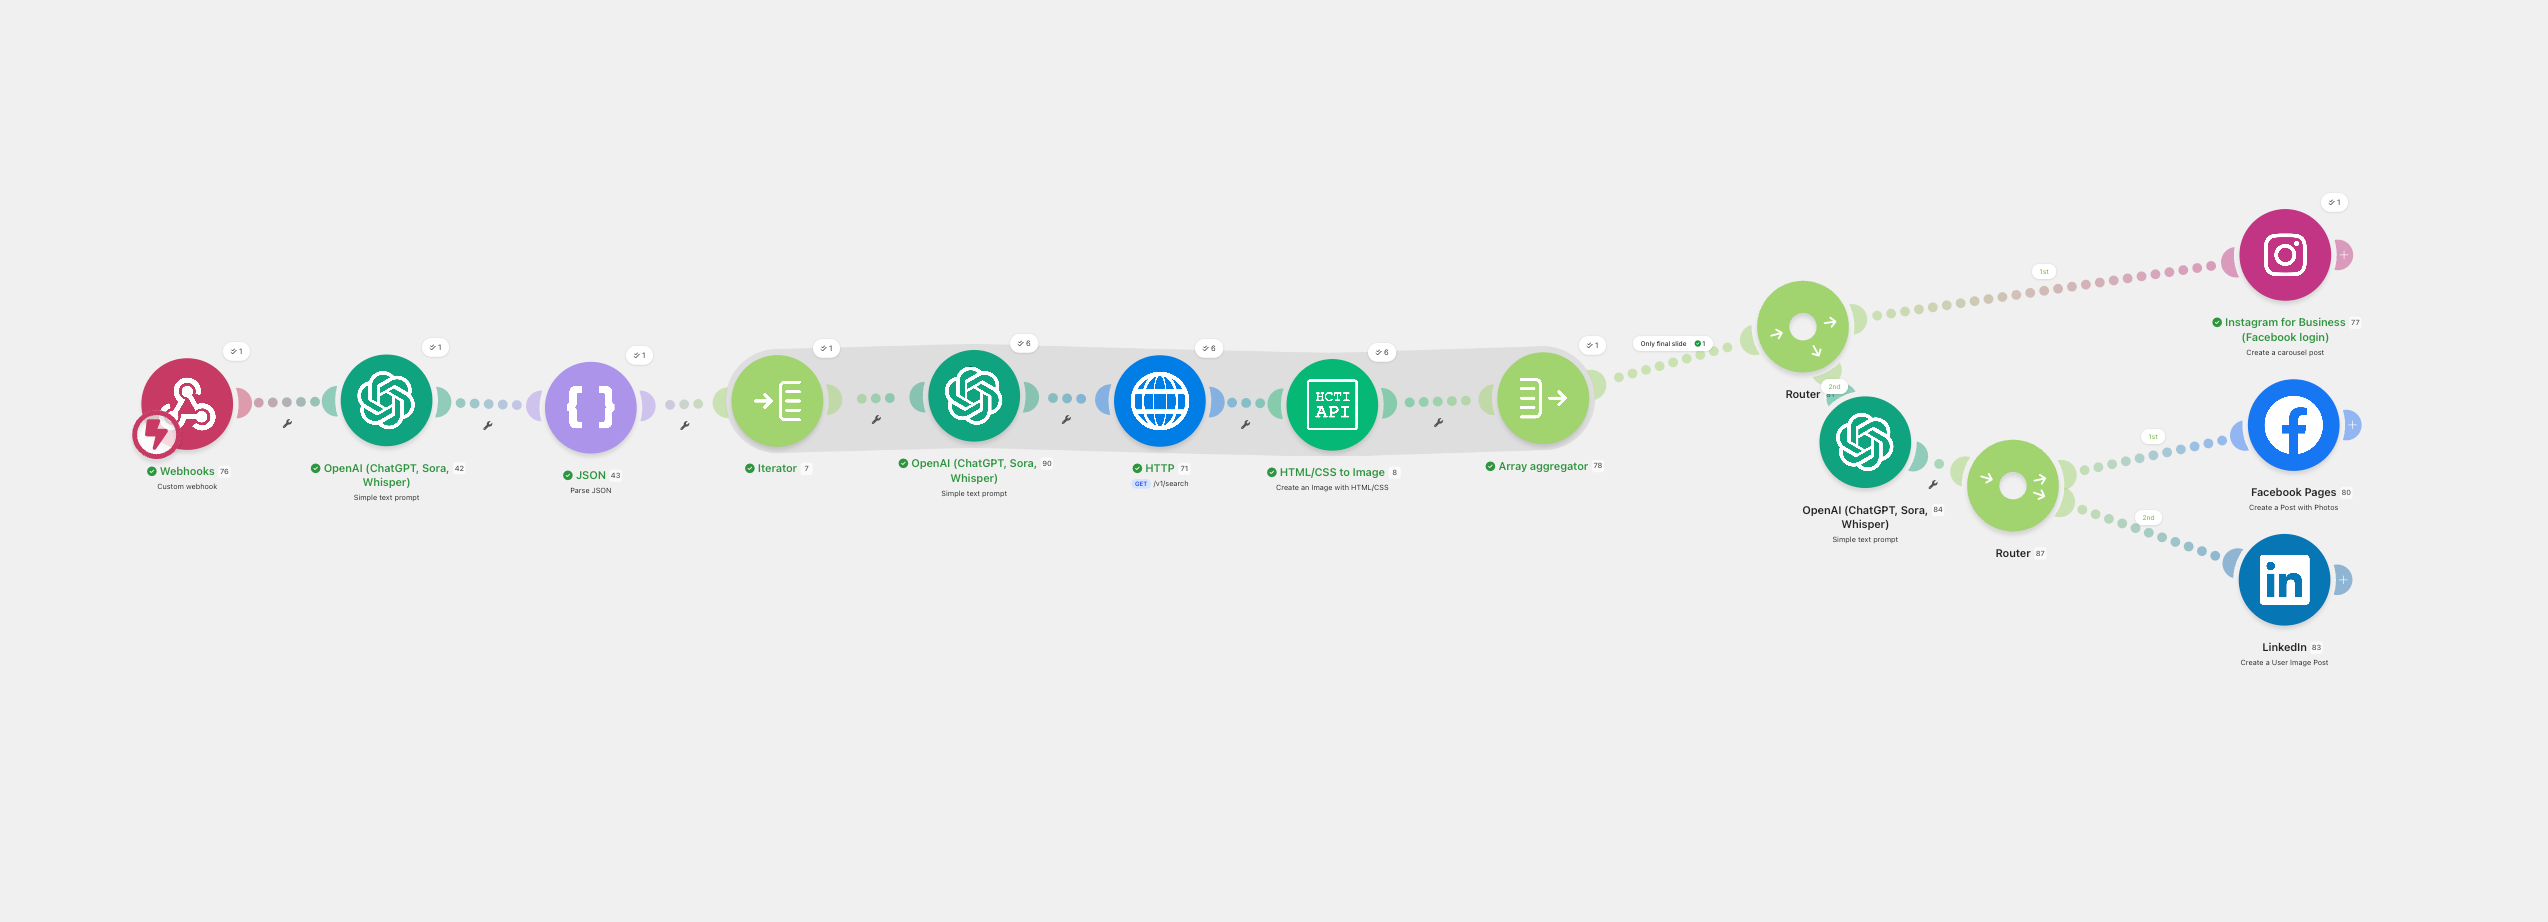 1
Webhooks 76
Custom webhook
1
OpenAI (ChatGPT, Sora, 42
Whisper)
Simple text prompt
1
JSON 43
Parse JSON
1
Iterator 7
6
OpenAI (ChatGPT, Sora, 90
Whisper)
Simple text prompt
6
HTTP 71
GET /v1/search
6
HCTI
API
HTML/CSS to Image 8
Create an Image with HTML/CSS
1
Array aggregator 78
Only final slide 1
Router
1st
1
Instagram for Business 77
(Facebook login)
Create a carousel post
2nd
OpenAI (ChatGPT, Sora, 84
Whisper)
Simple text prompt
Router 87
1st
Facebook Pages 80
Create a Post with Photos
2nd
in
LinkedIn 83
Create a User Image Post